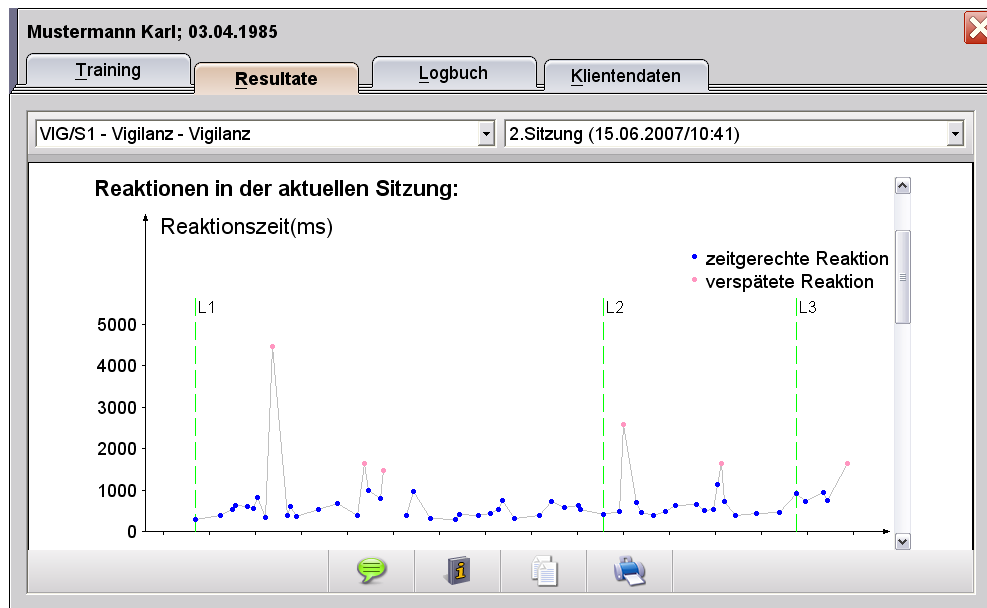 Mustermann Karl; 03.04.1985
Training
Resultate
Logbuch
Klientendaten
VIG/S1 - Vigilanz - Vigilanz
2.Sitzung (15.06.2007/10:41)
Reaktionen in der aktuellen Sitzung:
Reaktionszeit(ms)
zeitgerechte Reaktion
verspätete Reaktion
L1
L2
L3
5000
4000
3000
2000
1000
0